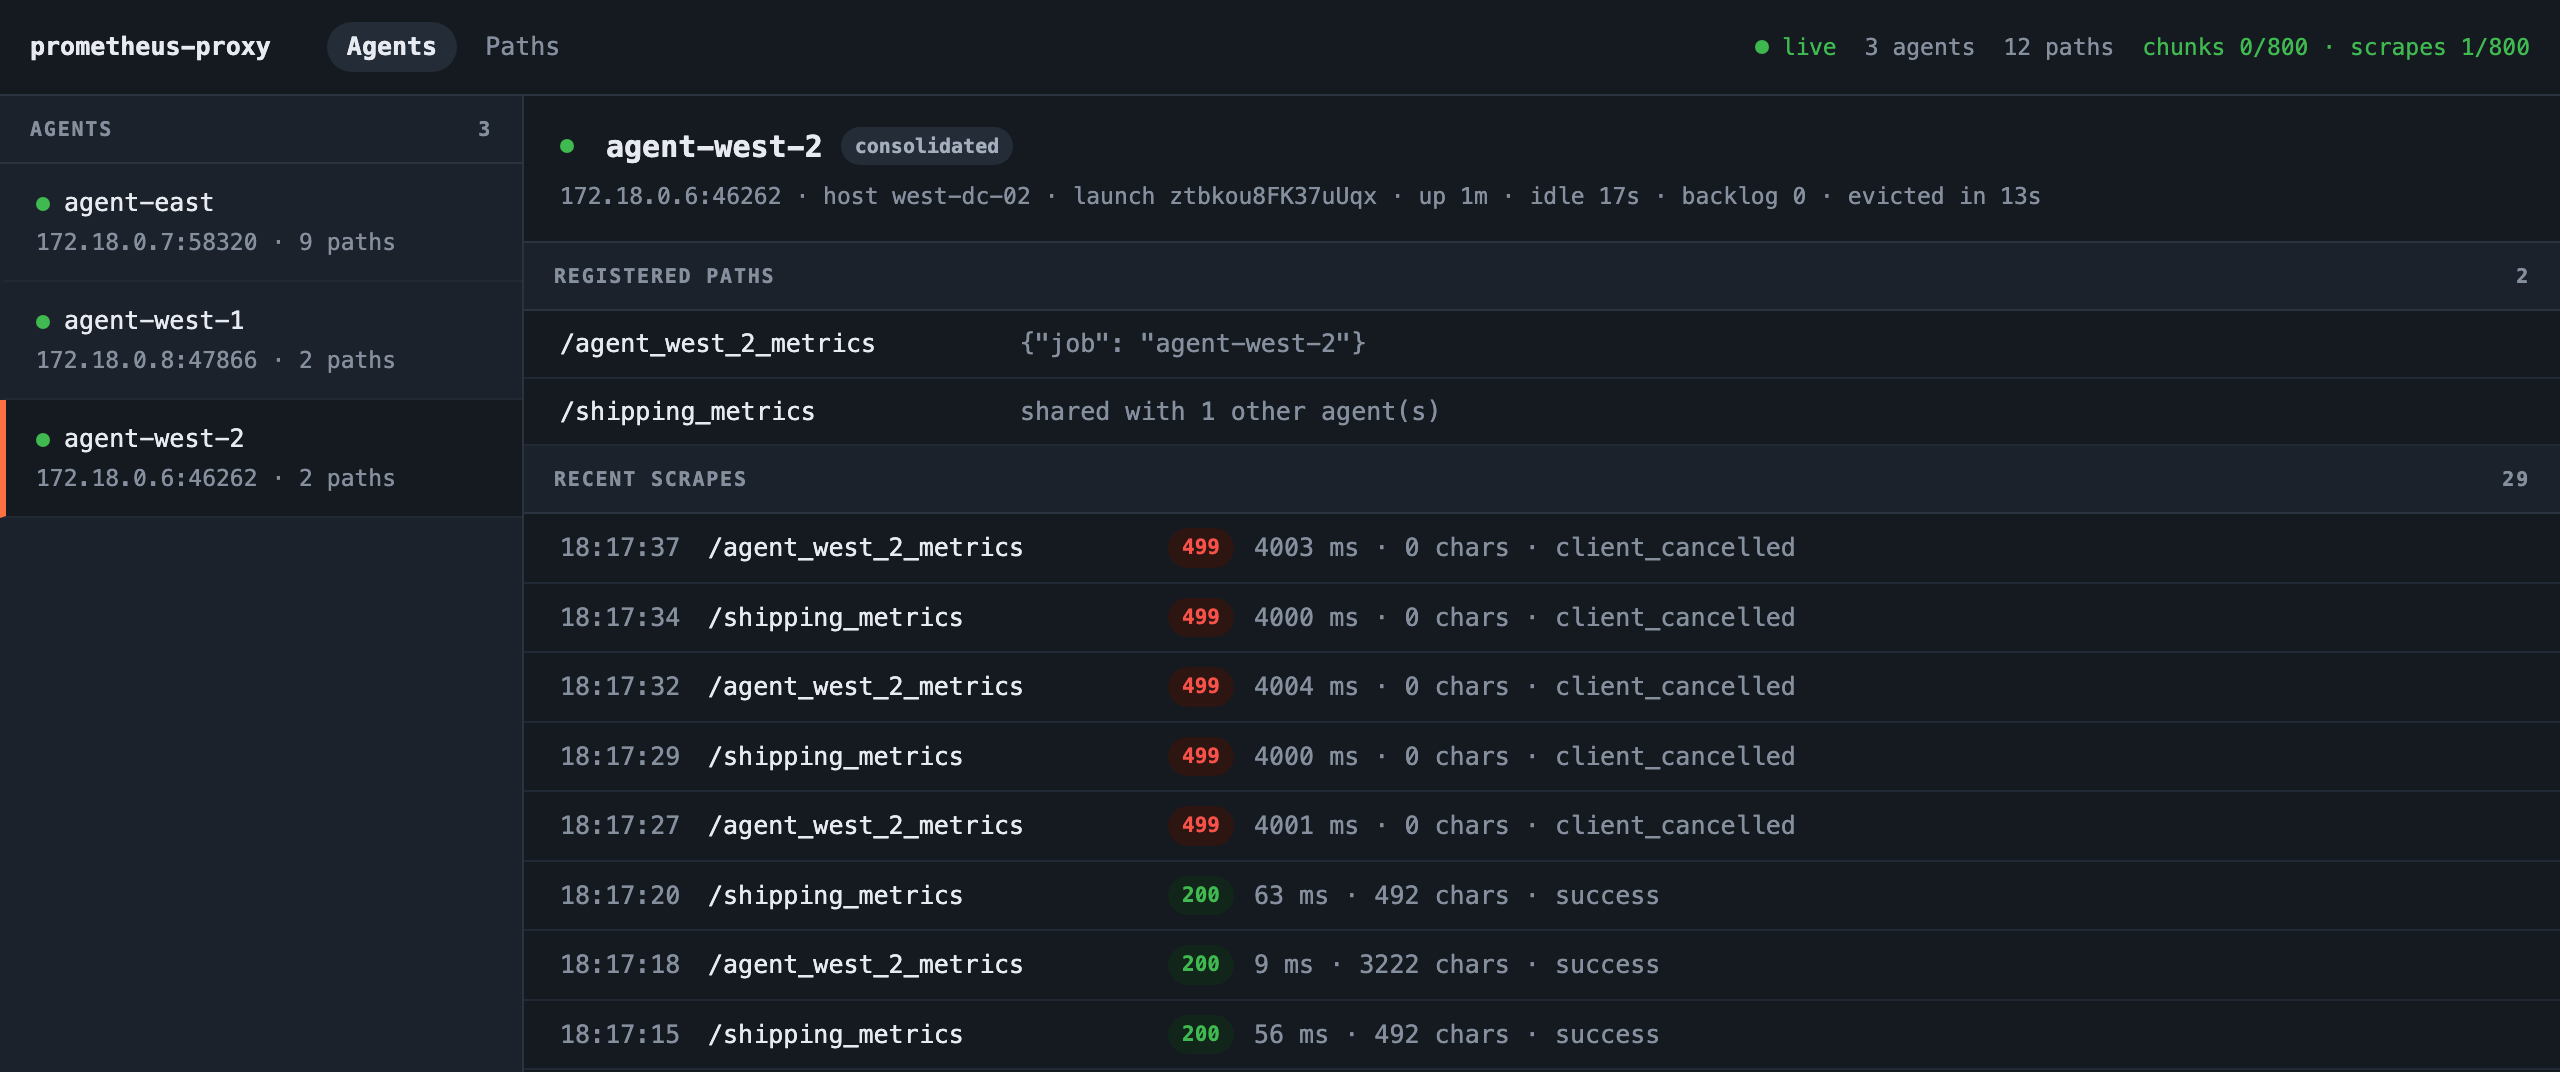 prometheus-proxy Agents Paths ● live 3 agents 12 paths chunks 0/800 · scrapes 1/800
AGENTS 3
agent-east
172.18.0.7:58320 · 9 paths
agent-west-1
172.18.0.8:47866 · 2 paths
agent-west-2
172.18.0.6:46262 · 2 paths
agent-west-2 consolidated
172.18.0.6:46262 · host west-dc-02 · launch ztbkou8FK37uUqx · up 1m · idle 17s · backlog 0 · evicted in 13s
REGISTERED PATHS 2
/agent_west_2_metrics {"job": "agent-west-2"}
/shipping_metrics shared with 1 other agent(s)
RECENT SCRAPES 29
18:17:37 /agent_west_2_metrics 499 4003 ms · 0 chars · client_cancelled
18:17:34 /shipping_metrics 499 4000 ms · 0 chars · client_cancelled
18:17:32 /agent_west_2_metrics 499 4004 ms · 0 chars · client_cancelled
18:17:29 /shipping_metrics 499 4000 ms · 0 chars · client_cancelled
18:17:27 /agent_west_2_metrics 499 4001 ms · 0 chars · client_cancelled
18:17:20 /shipping_metrics 200 63 ms · 492 chars · success
18:17:18 /agent_west_2_metrics 200 9 ms · 3222 chars · success
18:17:15 /shipping_metrics 200 56 ms · 492 chars · success